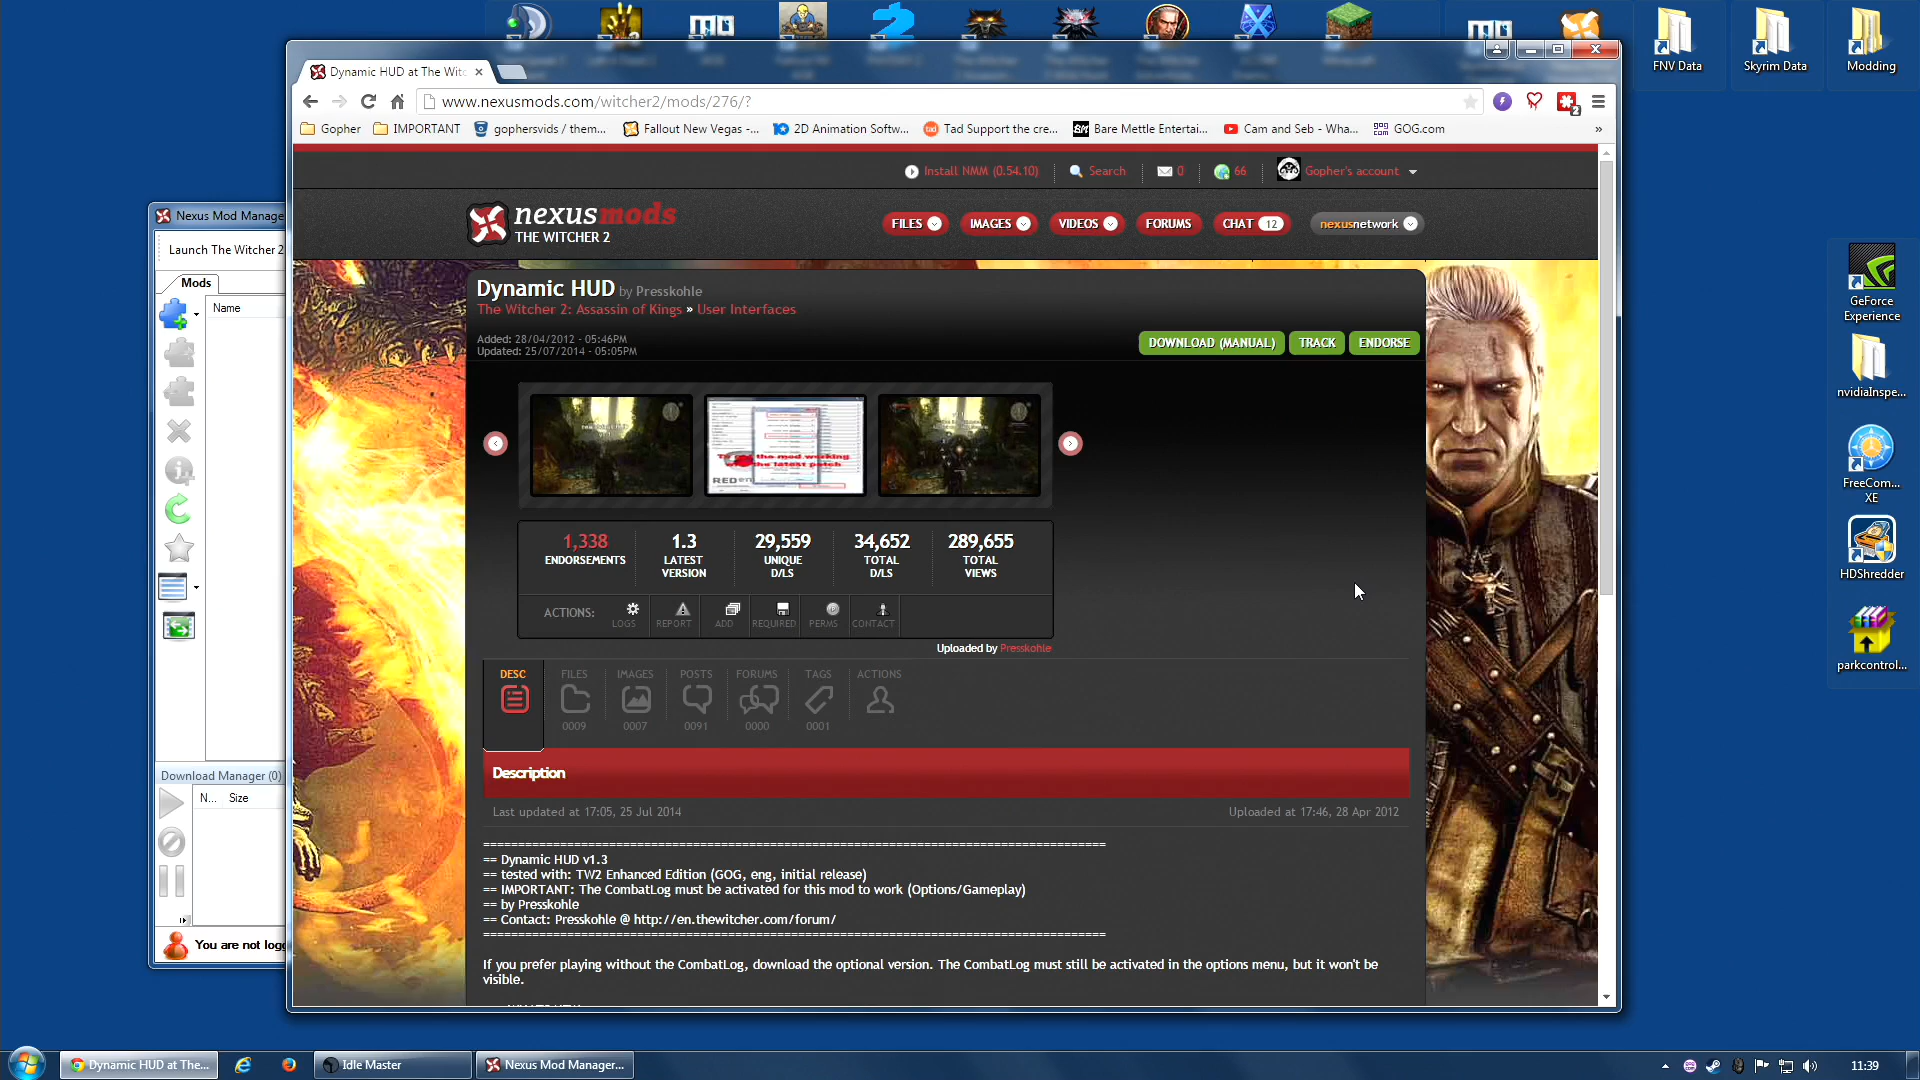 FNV Data
Skyrim Data
Modding
Dynamic HUD at The Witc
www.nexusmods.com/witcher2/mods/276/?
2
Gopher
IMPORTANT
gophersvids / them...
Fallout New Vegas -...
2D Animation Softw...
Tad Support the cre...
Bare Mettle Entertai...
Cam and Seb - Wha...
GOG.com
»
Install NMM (0.54.10)
Search
0
66
Gopher's account
nexusmods
THE WITCHER 2
FILES
IMAGES
VIDEOS
FORUMS
CHAT 12
nexusnetwork
Nexus Mod Manage
Launch The Witcher 2
Mods
Name
Download Manager (0)
N...
Size
You are not logg
Dynamic HUD by Presskohle
The Witcher 2: Assassin of Kings » User Interfaces
Added: 28/04/2012 - 05:46PM
Updated: 25/07/2014 - 05:05PM
DOWNLOAD (MANUAL)
TRACK
ENDORSE
1,338
ENDORSEMENTS
1.3
LATEST
VERSION
29,559
UNIQUE
D/LS
34,652
TOTAL
D/LS
289,655
TOTAL
VIEWS
ACTIONS:
LOGS
REPORT
ADD
REQUIRED
PERMS
CONTACT
Uploaded by Presskohle
DESC
FILES
0009
IMAGES
0007
POSTS
0091
FORUMS
0000
TAGS
0001
ACTIONS
Description
Last updated at 17:05, 25 Jul 2014
Uploaded at 17:46, 28 Apr 2012
== Dynamic HUD v1.3
== tested with: TW2 Enhanced Edition (GOG, eng, initial release)
== IMPORTANT: The CombatLog must be activated for this mod to work (Options/Gameplay)
== by Presskohle
== Contact: Presskohle @ http://en.thewitcher.com/forum/
If you prefer playing without the CombatLog, download the optional version. The CombatLog must still be activated in the options menu, but it won't be
visible.
GeForce
Experience
nvidiaInspe...
FreeCom...
XE
HDShredder
parkcontrol...
Dynamic HUD at The...
Idle Master
Nexus Mod Manager...
11:39